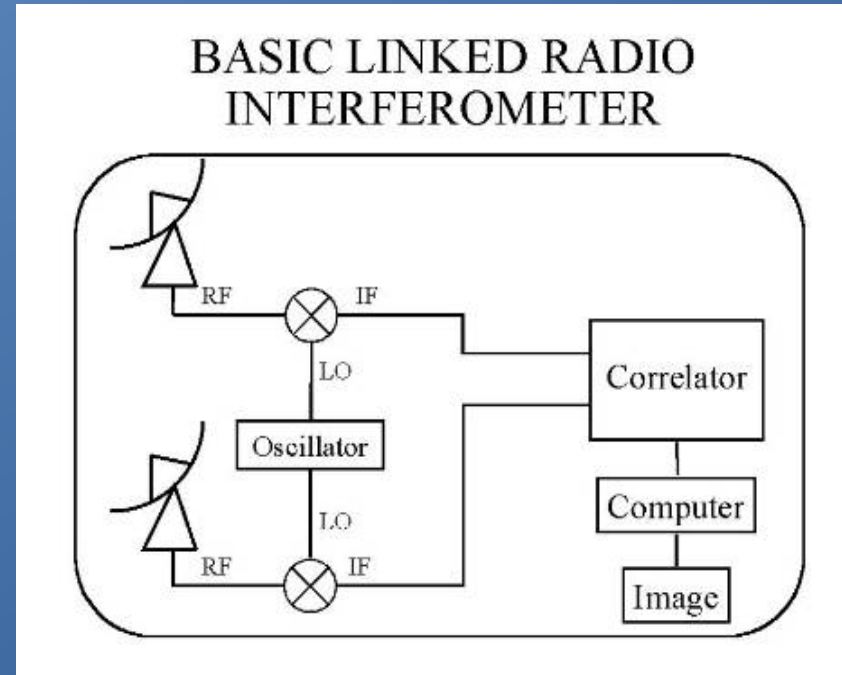 BASIC LINKED RADIO
INTERFEROMETER
RF
IF
LO
Correlator
Oscillator
Computer
LO
RF
IF
Image